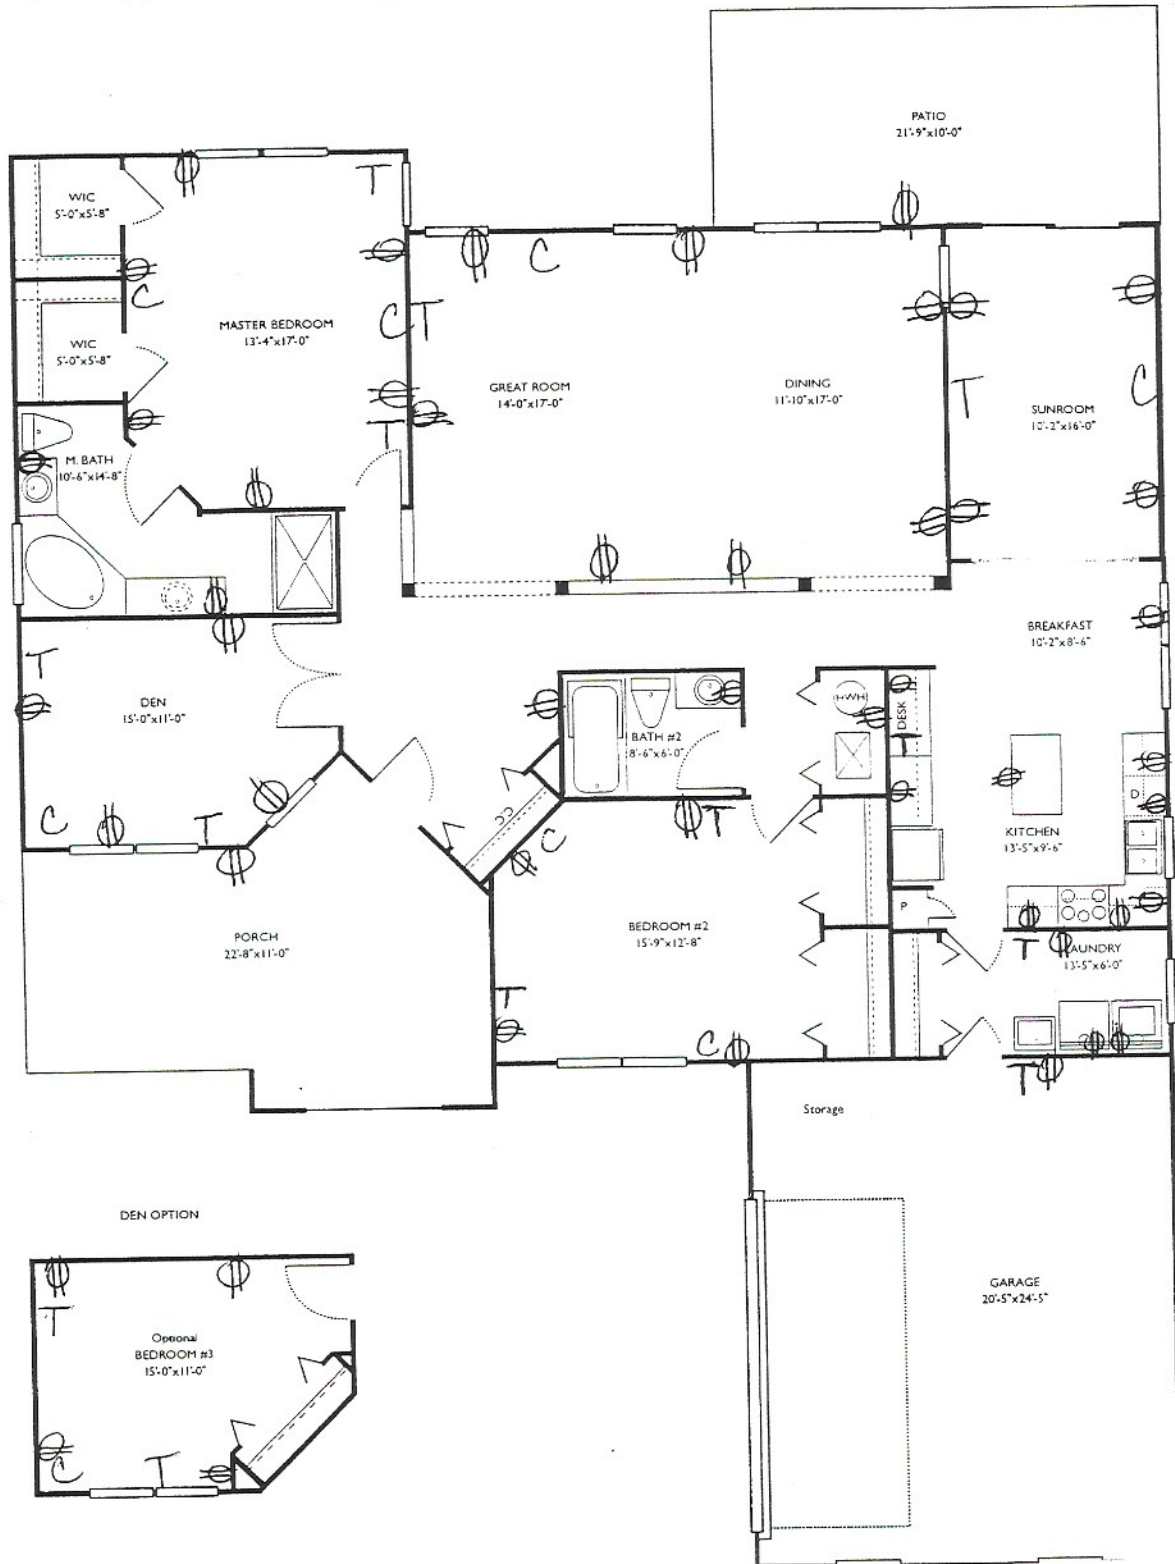 PATIO
21'-9"x10'-0"
T
WIC
5'-0"x5'-8"
C
C
MASTER BEDROOM
13'-4"x17'-0"
C T
WIC
5'-0"x5'-8"
GREAT ROOM
14'-0"x17'-0"
DINING
11'-10"x17'-0"
T
C
SUNROOM
10'-2"x16'-0"
T
M. BATH
10'-6"x14'-8"
BREAKFAST
10'-2"x8'-6"
T
DEN
15'-0"x11'-0"
HWH
DESK
T
BATH #2
8'-6"x6'-0"
D
C
T
CC
C
T
KITCHEN
13'-5"x9'-6"
P
PORCH
22'-8"x11'-0"
BEDROOM #2
15'-9"x12'-8"
T
LAUNDRY
13'-5"x6'-0"
T
C
T
Storage
DEN OPTION
GARAGE
20'-5"x24'-5"
T
Optional
BEDROOM #3
15'-0"x11'-0"
C
T